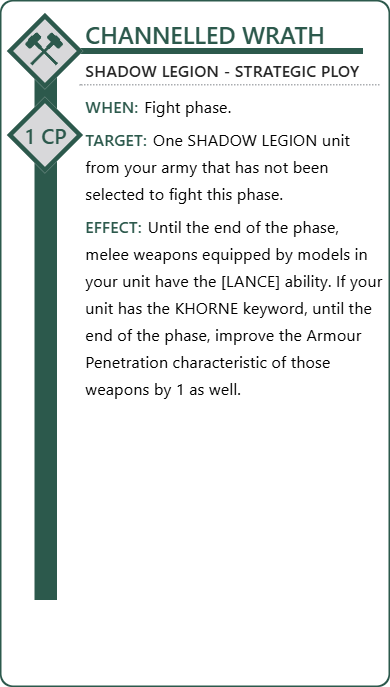 CHANNELLED WRATH
SHADOW LEGION - STRATEGIC PLOY
1 CP
WHEN: Fight phase.
TARGET: One SHADOW LEGION unit
from your army that has not been
selected to fight this phase.
EFFECT: Until the end of the phase,
melee weapons equipped by models in
your unit have the [LANCE] ability. If your
unit has the KHORNE keyword, until the
end of the phase, improve the Armour
Penetration characteristic of those
weapons by 1 as well.